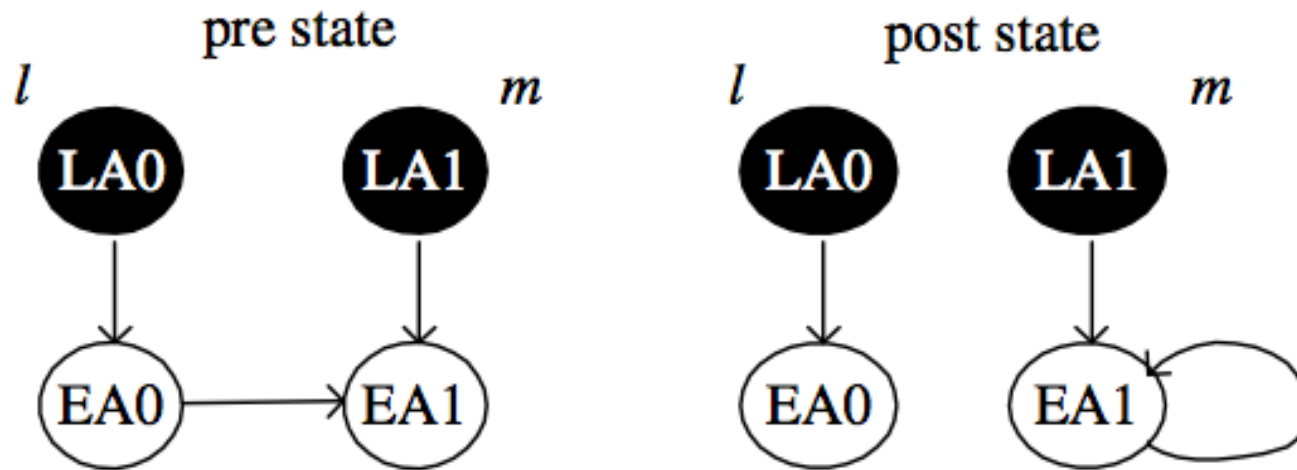 pre state
post state
l
m
l
m
LA0
LA1
LA0
LA1
EA0
EA1
EA0
EA1